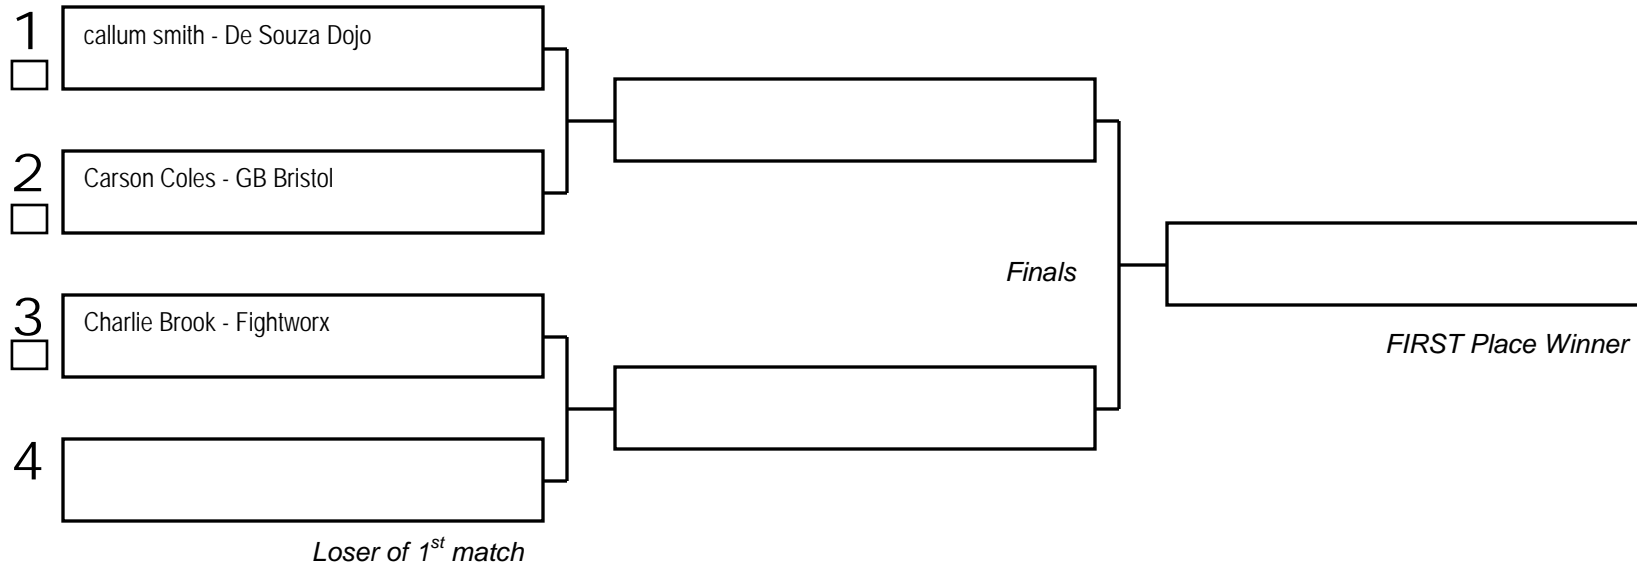 1
callum smith - De Souza Dojo
2
Carson Coles - GB Bristol
Finals
3
Charlie Brook - Fightworx
FIRST Place Winner
4
Loser of 1st match